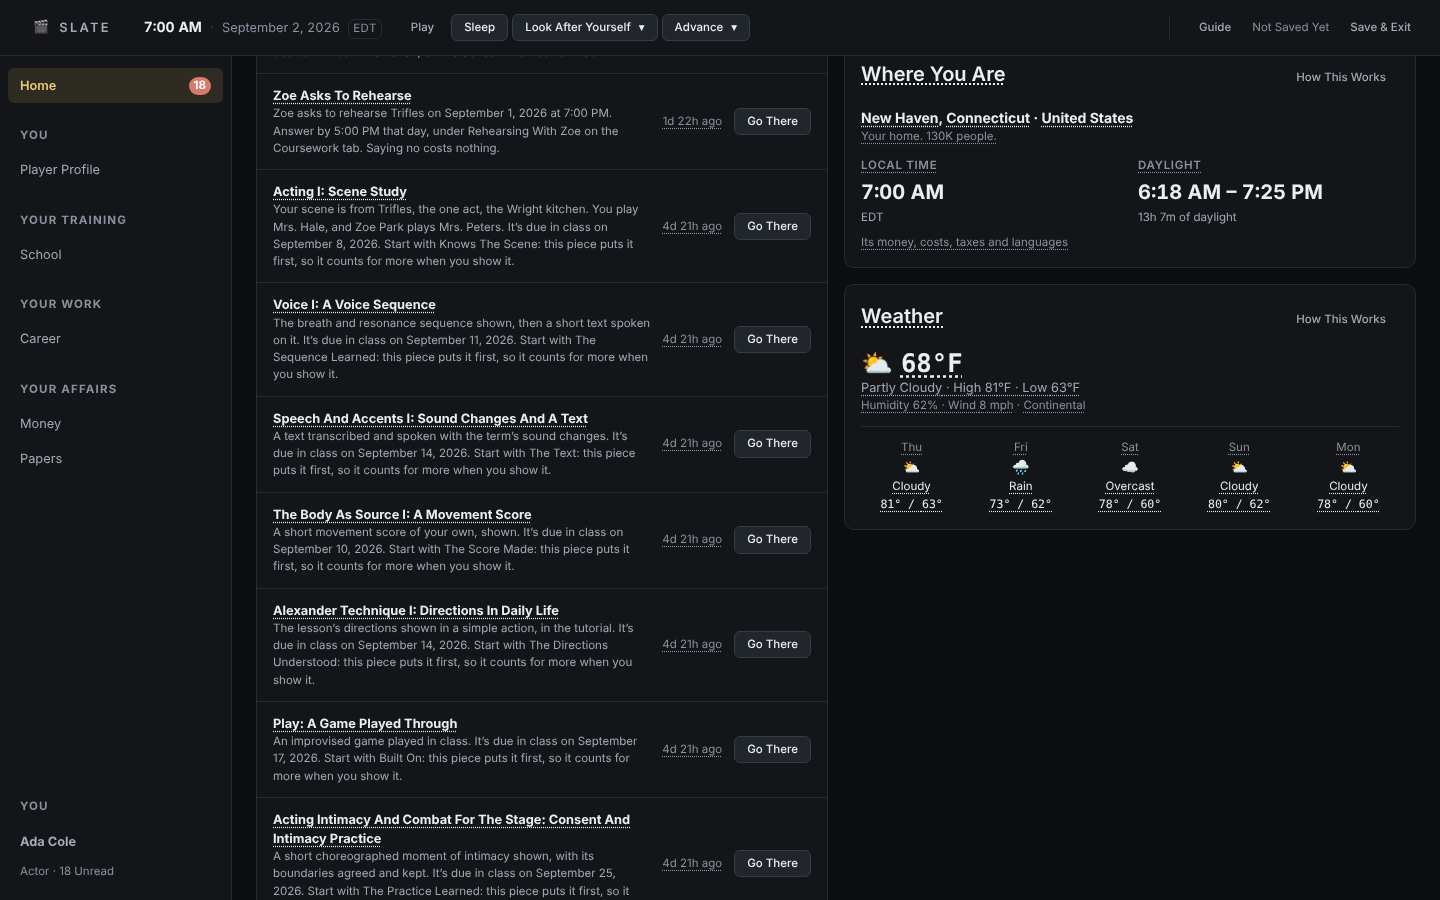 SLATE
7:00 AM · September 2, 2026 EDT
Play
Sleep
Look After Yourself ▾
Advance ▾
Guide
Not Saved Yet
Save & Exit
Home
18
YOU
Player Profile
YOUR TRAINING
School
YOUR WORK
Career
YOUR AFFAIRS
Money
Papers
YOU
Ada Cole
Actor · 18 Unread
Zoe Asks To Rehearse
Zoe asks to rehearse Trifles on September 1, 2026 at 7:00 PM.
Answer by 5:00 PM that day, under Rehearsing With Zoe on the
Coursework tab. Saying no costs nothing.
1d 22h ago
Go There
Acting I: Scene Study
Your scene is from Trifles, the one act, the Wright kitchen. You play
Mrs. Hale, and Zoe Park plays Mrs. Peters. It's due in class on
September 8, 2026. Start with Knows The Scene: this piece puts it
first, so it counts for more when you show it.
4d 21h ago
Go There
Voice I: A Voice Sequence
The breath and resonance sequence shown, then a short text spoken
on it. It's due in class on September 11, 2026. Start with The
Sequence Learned: this piece puts it first, so it counts for more when
you show it.
4d 21h ago
Go There
Speech And Accents I: Sound Changes And A Text
A text transcribed and spoken with the term's sound changes. It's
due in class on September 14, 2026. Start with The Text: this piece
puts it first, so it counts for more when you show it.
4d 21h ago
Go There
The Body As Source I: A Movement Score
A short movement score of your own, shown. It's due in class on
September 10, 2026. Start with The Score Made: this piece puts it
first, so it counts for more when you show it.
4d 21h ago
Go There
Alexander Technique I: Directions In Daily Life
The lesson's directions shown in a simple action, in the tutorial. It's
due in class on September 14, 2026. Start with The Directions
Understood: this piece puts it first, so it counts for more when you
show it.
4d 21h ago
Go There
Play: A Game Played Through
An improvised game played in class. It's due in class on September
17, 2026. Start with Built On: this piece puts it first, so it counts for
more when you show it.
4d 21h ago
Go There
Acting Intimacy And Combat For The Stage: Consent And
Intimacy Practice
A short choreographed moment of intimacy shown, with its
boundaries agreed and kept. It's due in class on September 25,
2026. Start with The Practice Learned: this piece puts it first, so it
4d 21h ago
Go There
Where You Are
How This Works
New Haven, Connecticut · United States
Your home. 130K people.
LOCAL TIME
7:00 AM
EDT
DAYLIGHT
6:18 AM – 7:25 PM
13h 7m of daylight
Its money, costs, taxes and languages
Weather
How This Works
68°F
Partly Cloudy · High 81°F · Low 63°F
Humidity 62% · Wind 8 mph · Continental
Thu
Cloudy
81° / 63°
Fri
Rain
73° / 62°
Sat
Overcast
78° / 60°
Sun
Cloudy
80° / 62°
Mon
Cloudy
78° / 60°